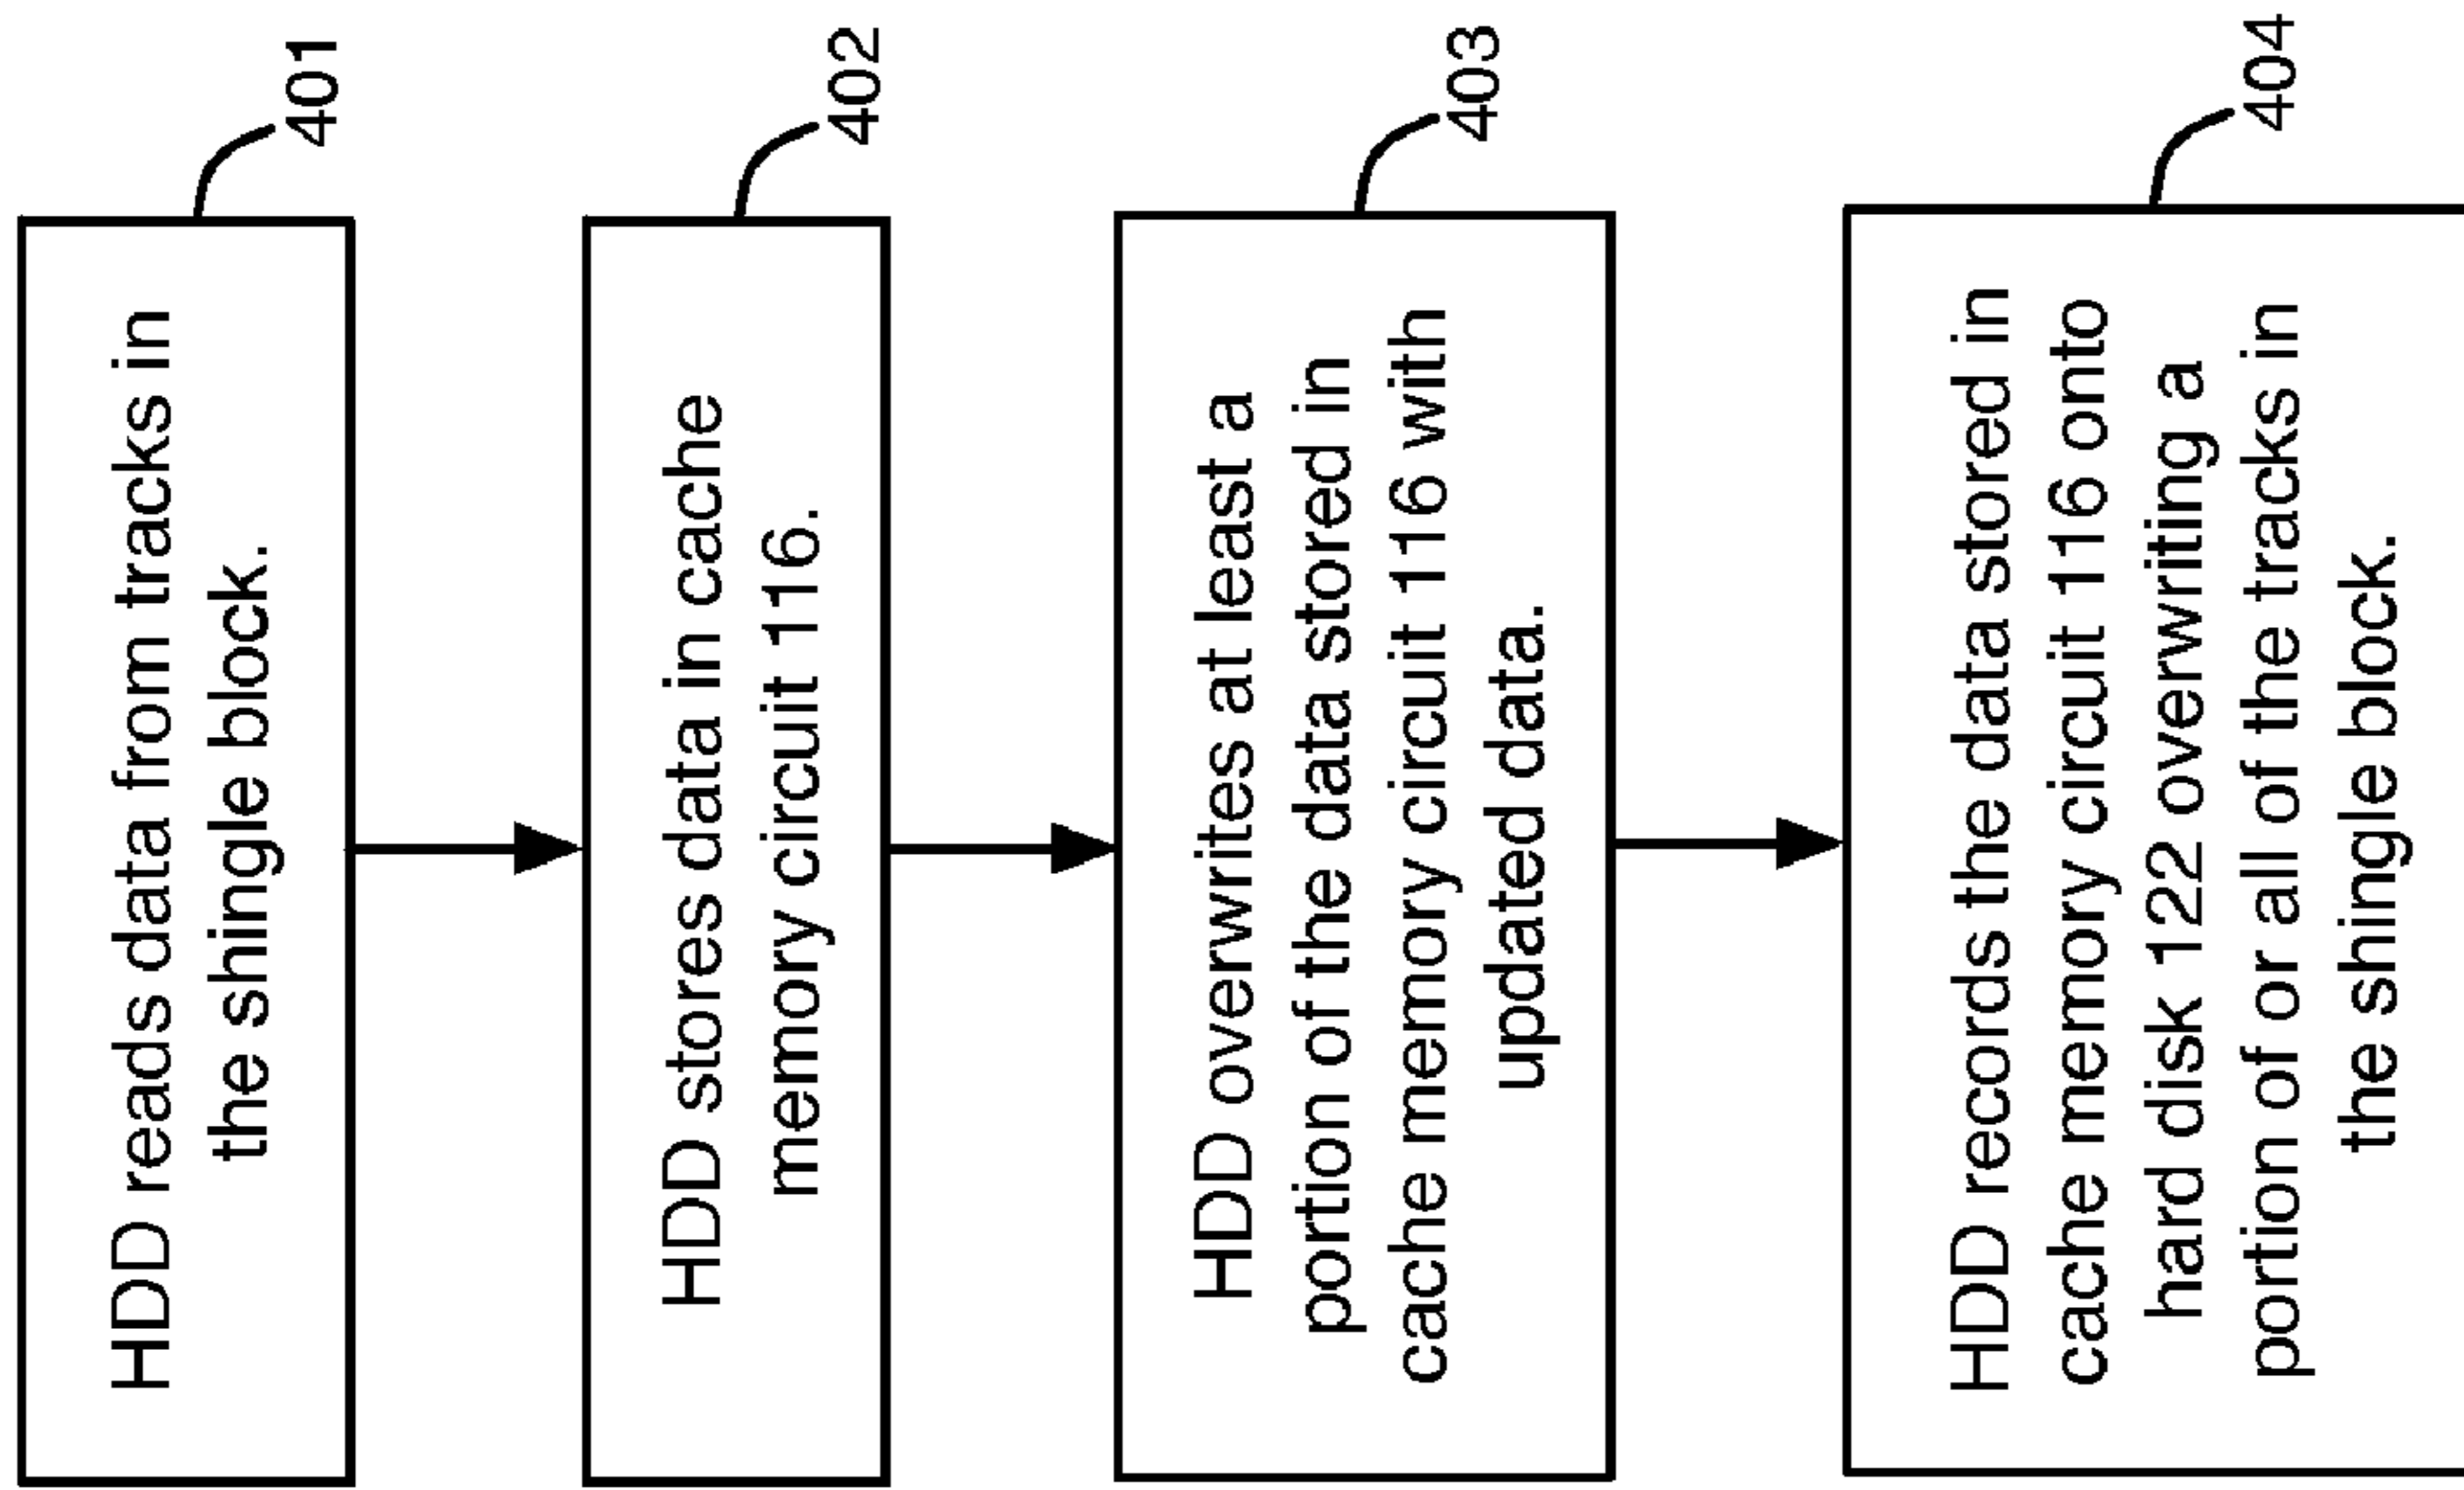 HDD reads data from tracks in
the shingle block.
401
HDD stores data in cache
memory circuit 116.
402
HDD overwrites at least a
portion of the data stored in
cache memory circuit 116 with
updated data.
403
HDD records the data stored in
cache memory circuit 116 onto
hard disk 122 overwriting a
portion of or all of the tracks in
the shingle block.
404